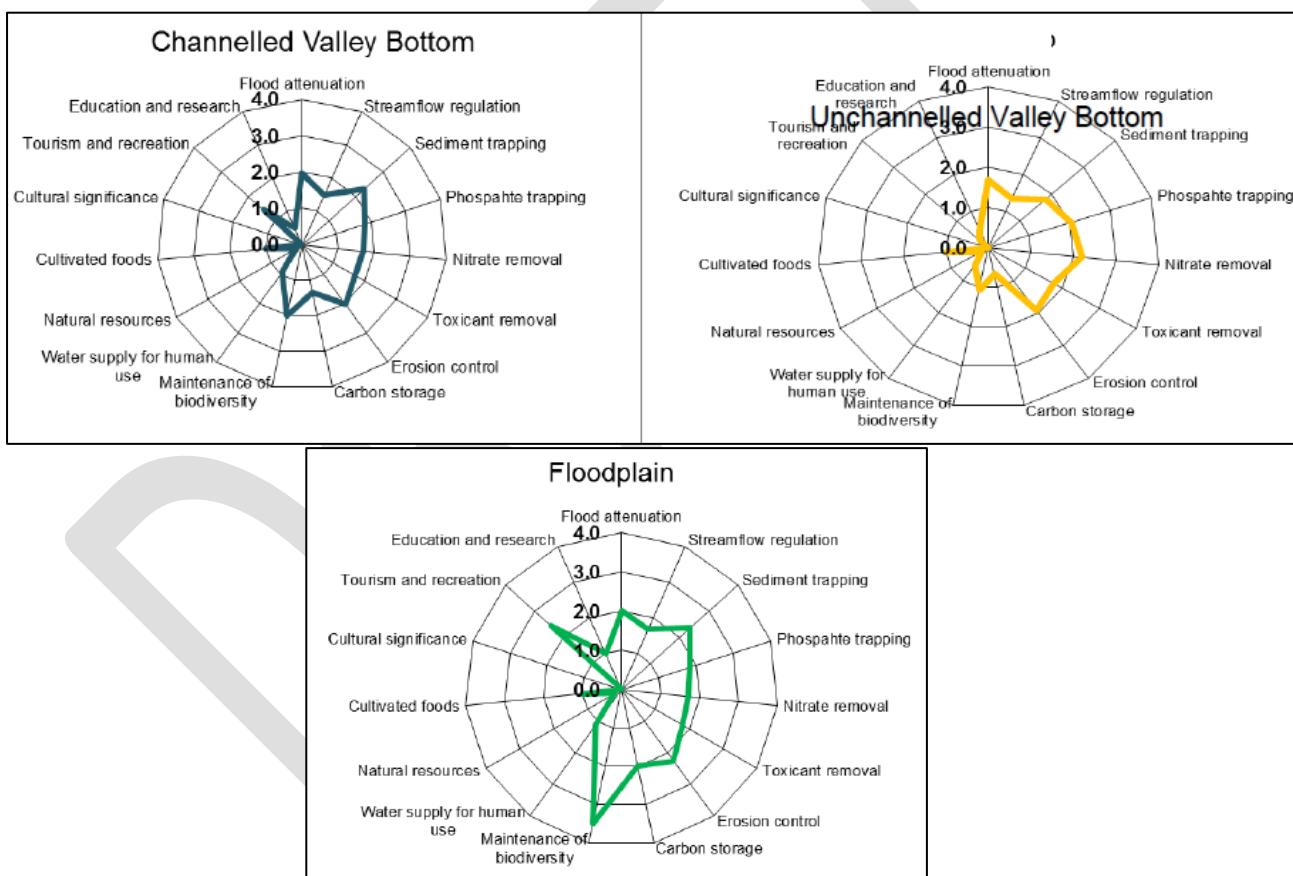 Channelled Valley Bottom
Flood attenuation
4.0
Education and research
Streamflow regulation
3.0
Tourism and recreation
Sediment trapping
2.0
Cultural significance
Phospahte trapping
1.0
0.0
Cultivated foods
Nitrate removal
Natural resources
Toxicant removal
Water supply for human
use
Erosion control
Maintenance of
biodiversity
Carbon storage
Unchannelled Valley Bottom
Flood attenuation
4.0
Education and
research
Streamflow regulation
3.0
Tourism and
recreation
Sediment trapping
2.0
Cultural significance
Phospahte trapping
1.0
0.0
Cultivated foods
Nitrate removal
Natural resources
Toxicant removal
Water supply for
human use
Erosion control
Maintenance of
biodiversity
Carbon storage
Floodplain
Flood attenuation
4.0
Education and research
Streamflow regulation
3.0
Tourism and recreation
Sediment trapping
2.0
Cultural significance
Phospahte trapping
1.0
0.0
Cultivated foods
Nitrate removal
Natural resources
Toxicant removal
Water supply for human
use
Erosion control
Maintenance of
biodiversity
Carbon storage